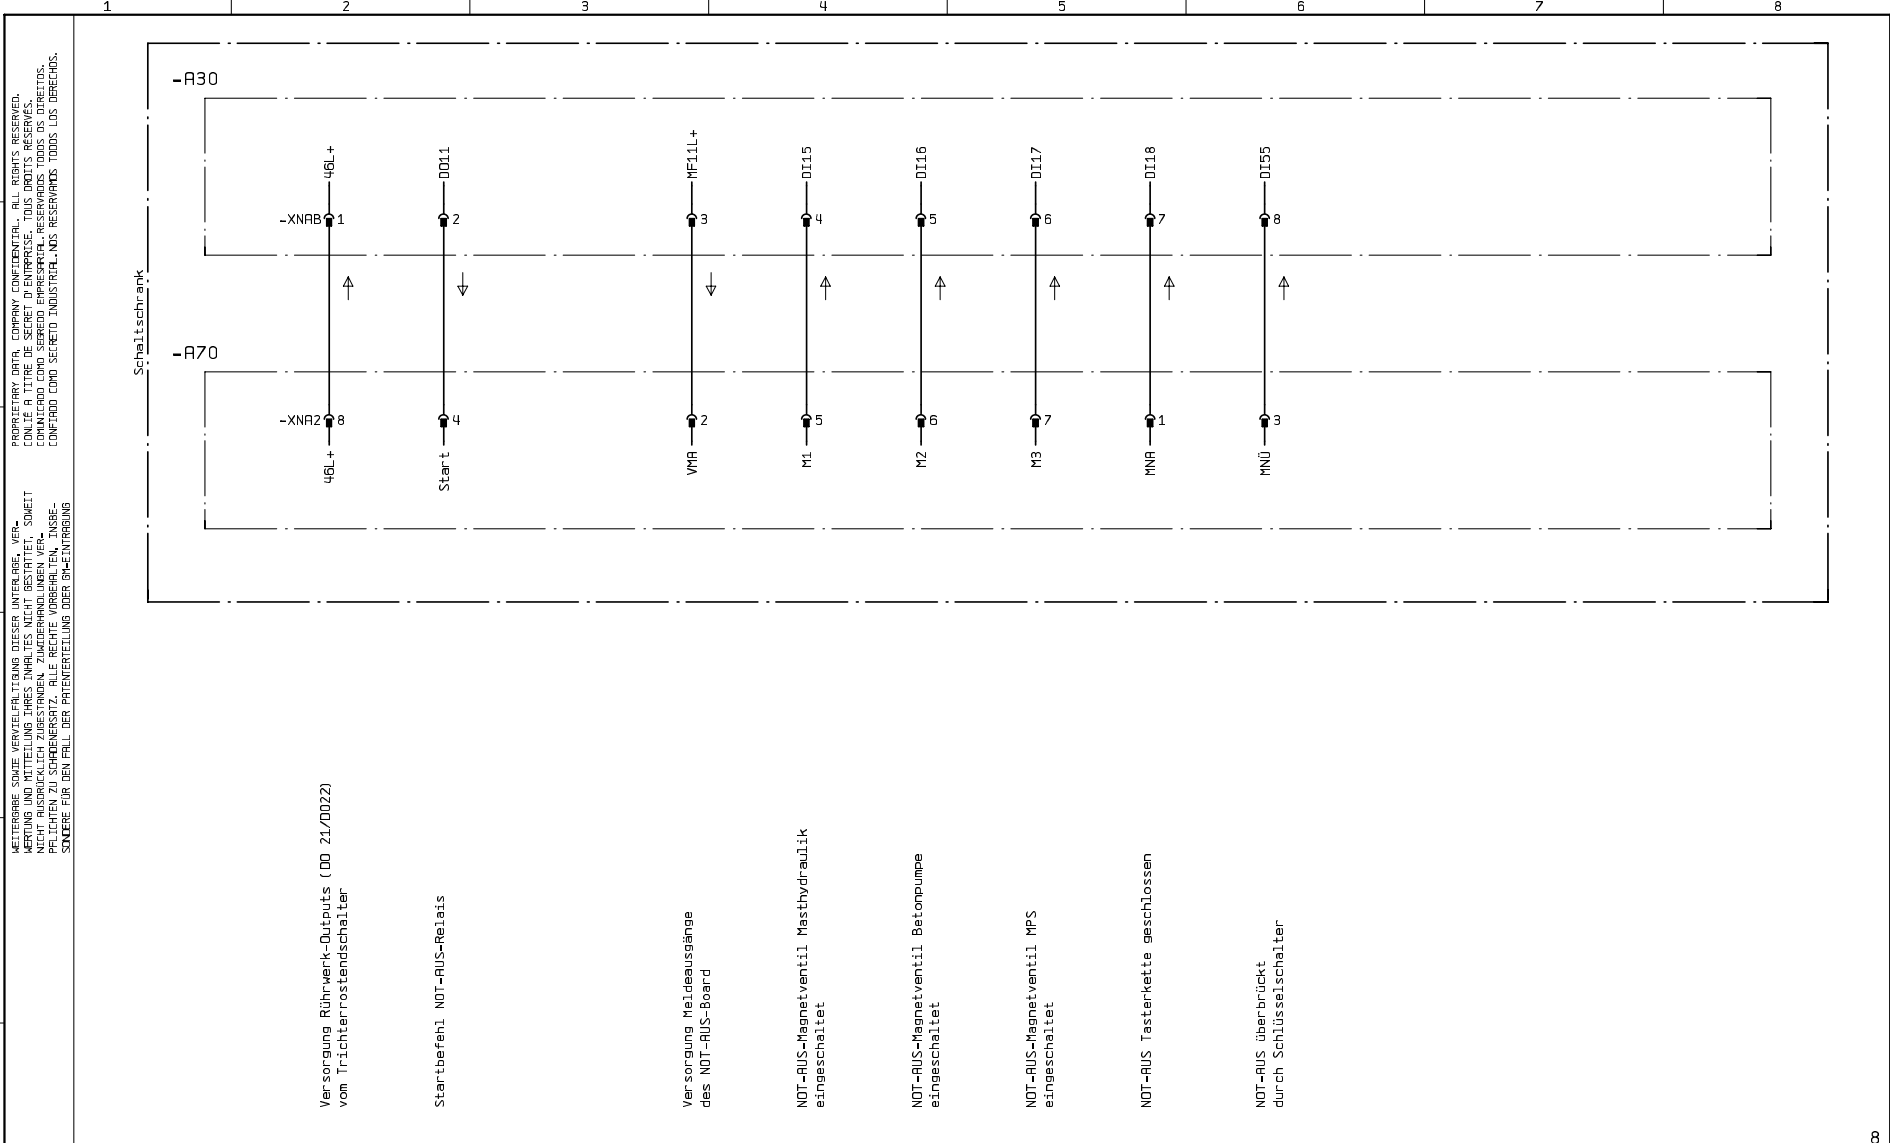 1 2 3 4 5 6 7 8
-A30
46L+ DO11 MF11L+ DI15 DI16 DI17 DI18 DI55
-XNAB 1 2 3 4 5 6 7 8
Schaltschrank
-A70
-XNA2 8 4 2 5 6 7 1 3
46L+ Start VMA M1 M2 M3 MNA MNÜ
Versorgung Rührwerk-Outputs (DO 21/DO22)
vom Trichterrostendschalter
Startbefehl NOT-AUS-Relais
Versorgung Meldeausgänge
des NOT-AUS-Board
NOT-AUS-Magnetventil Masthydraulik
eingeschaltet
NOT-AUS-Magnetventil Betonpumpe
eingeschaltet
NOT-AUS-Magnetventil MPS
eingeschaltet
NOT-AUS Tasterkette geschlossen
NOT-AUS überbrückt
durch Schlüsselschalter
WEITERGABE SOWIE VERVIELFÄLTIGUNG DIESER UNTERLAGE, VER-
WERTUNG UND MITTEILUNG IHRES INHALTES NICHT GESTATTET, SOWEIT
NICHT AUSDRÜCKLICH ZUGESTANDEN. ZUWIDERHANDLUNGEN VER-
PFLICHTEN ZU SCHADENERSATZ. ALLE RECHTE VORBEHALTEN, INSBE-
SONDERE FÜR DEN FALL DER PATENTERTEILUNG ODER GM-EINTRAGUNG
PROPRIETARY DATA, COMPANY CONFIDENTIAL. ALL RIGHTS RESERVED.
CONLIÉ A TITRE DE SECRET D'ENTRPRISE. TOUS DROITS RÉSERVÉS.
COMUNICADO COMO SEGREDO EMPRESARIAL. RESERVADOS TODOS OS DIREITOS.
CONFIADO COMO SECRETO INDUSTRIAL. NOS RESERVAMOS TODOS LOS DERECHOS.
8